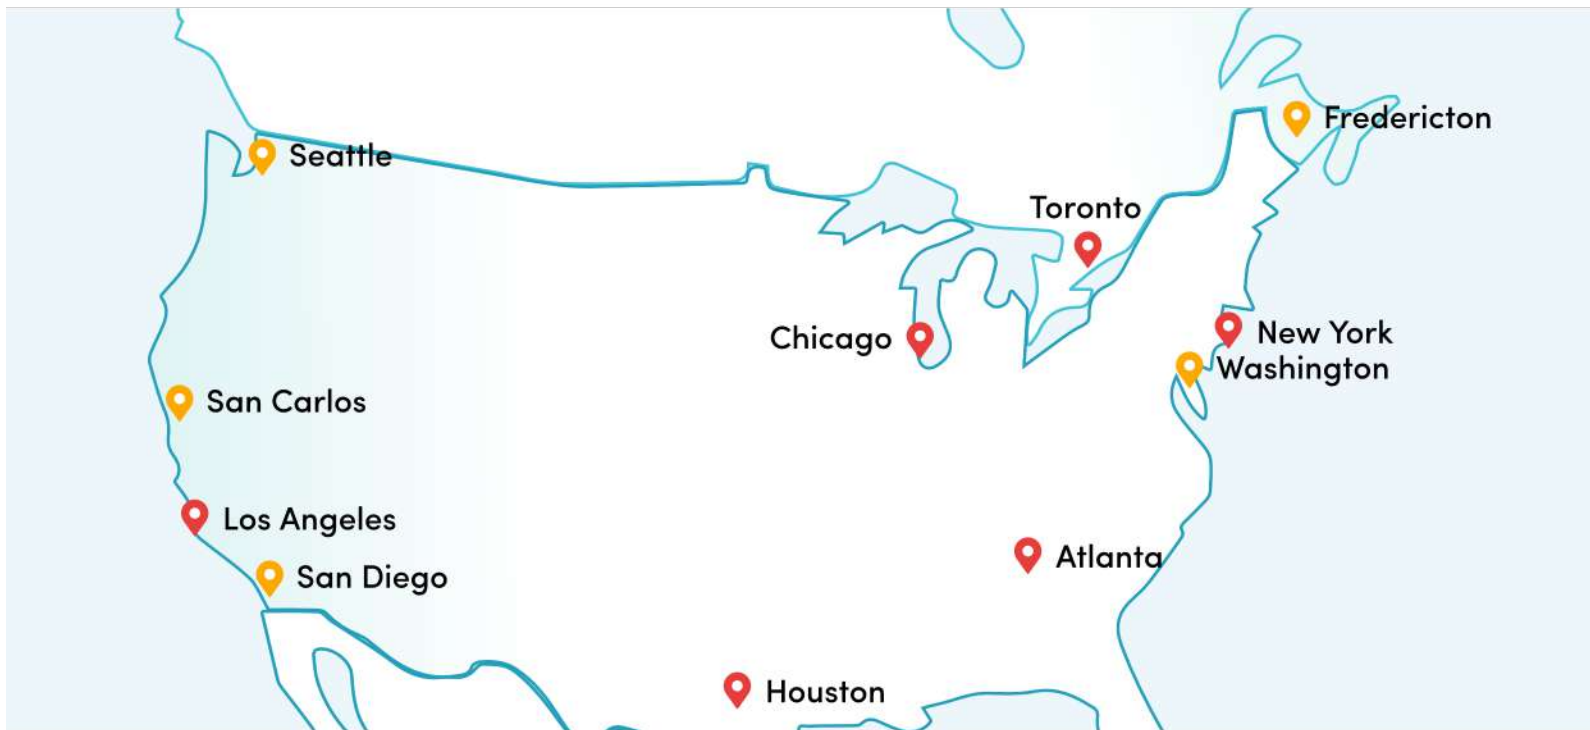 Fredericton
Seattle
Toronto
New York
Chicago
Washington
San Carlos
Los Angeles
Atlanta
San Diego
Houston